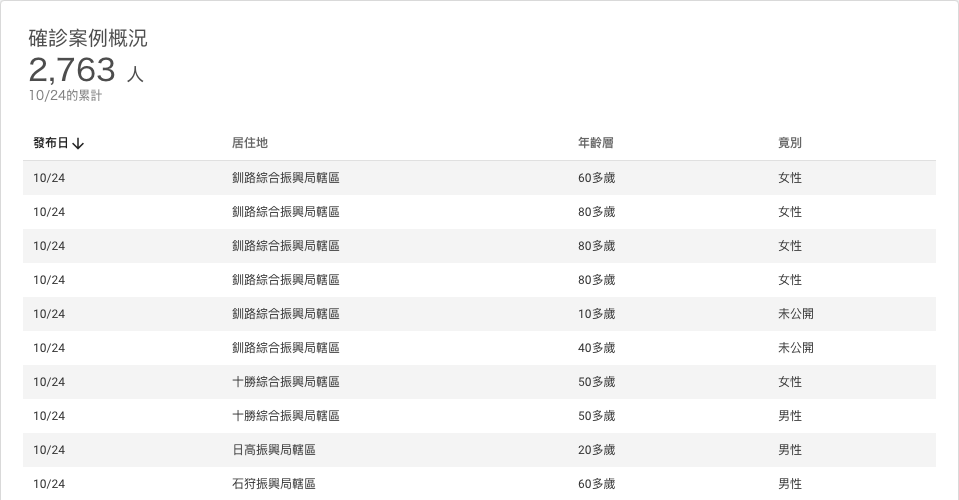 確診案例概況
2,763 人
10/24的累計
發布日↓ 居住地 年齡層 竟別
10/24 釧路綜合振興局轄區 60多歲 女性
10/24 釧路綜合振興局轄區 80多歲 女性
10/24 釧路綜合振興局轄區 80多歲 女性
10/24 釧路綜合振興局轄區 80多歲 女性
10/24 釧路綜合振興局轄區 10多歲 未公開
10/24 釧路綜合振興局轄區 40多歲 未公開
10/24 十勝綜合振興局轄區 50多歲 女性
10/24 十勝綜合振興局轄區 50多歲 男性
10/24 日高振興局轄區 20多歲 男性
10/24 石狩振興局轄區 60多歲 男性